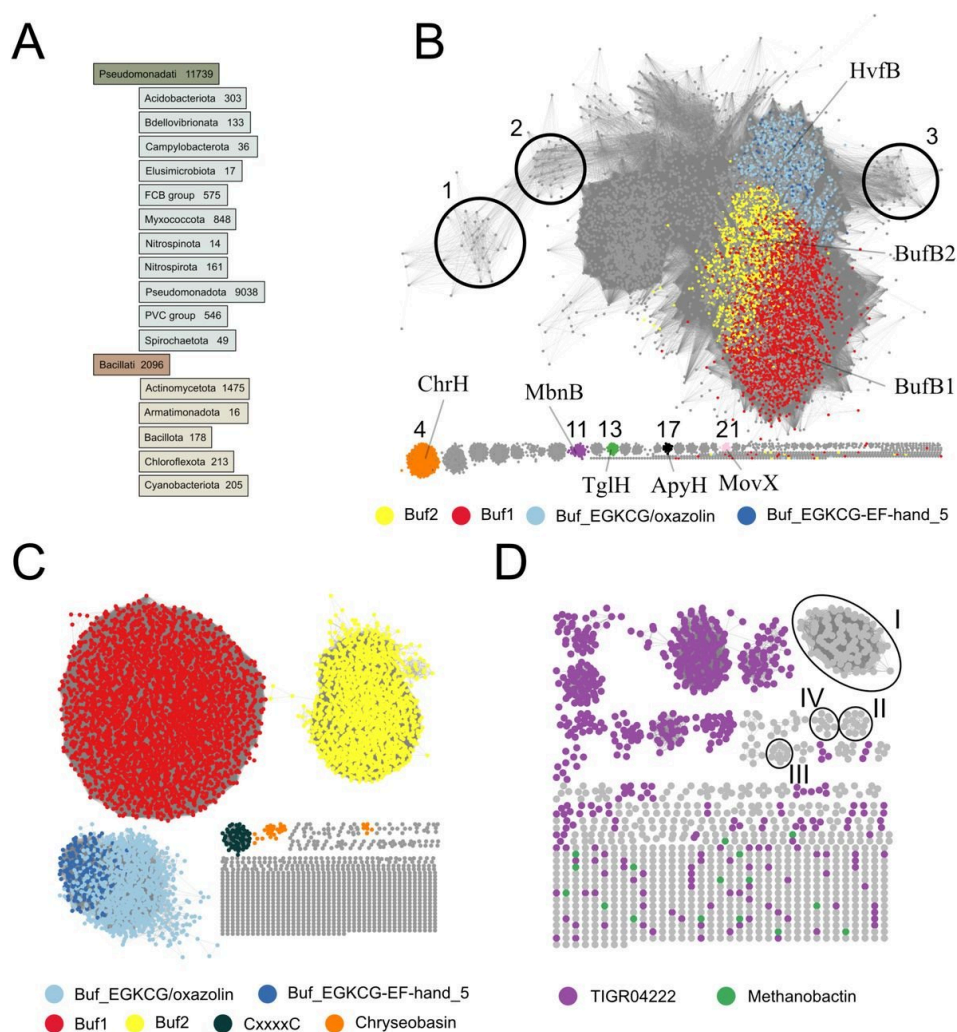 A
Pseudomonadati 11739
Acidobacteriota 303
Bdellovibrionata 133
Campylobacterota 36
Elusimicrobiota 17
FCB group 575
Myxococcota 848
Nitrospinota 14
Nitrospirota 161
Pseudomonadota 9038
PVC group 546
Spirochaetota 49
Bacillati 2096
Actinomycetota 1475
Armatimonadota 16
Bacillota 178
Chloroflexota 213
Cyanobacteriota 205
B
HvfB
2
3
1
BufB2
BufB1
ChrH
MbnB
4
11 13 17 21
TglH ApyH MovX
Buf2 Buf1 Buf_EGKCG/oxazolin Buf_EGKCG-EF-hand_5
C
Buf_EGKCG/oxazolin Buf_EGKCG-EF-hand_5
Buf1 Buf2 CxxxxC Chryseobasin
D
I
IV II
III
TIGR04222 Methanobactin